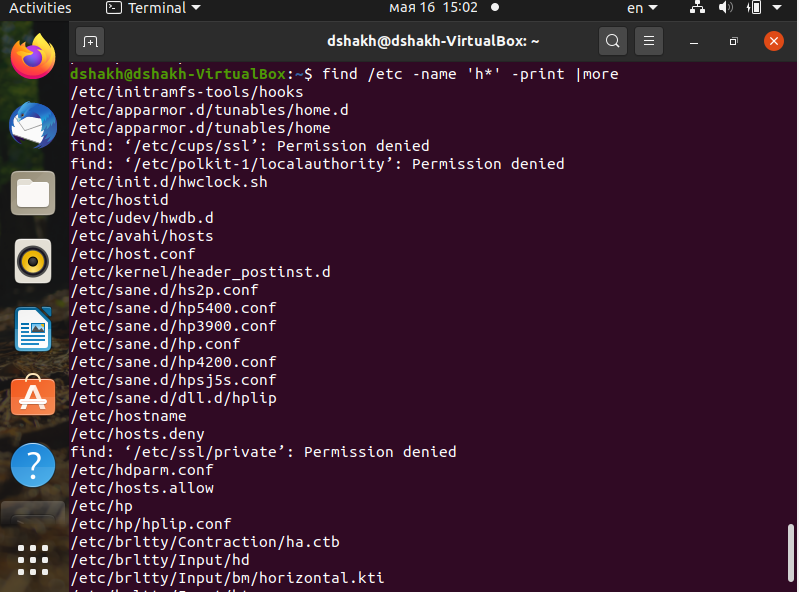 Activities
Terminal
мая 16 15:02
en
dshakh@dshakh-VirtualBox: ~
dshakh@dshakh-VirtualBox:~$ find /etc -name 'h*' -print |more
/etc/initramfs-tools/hooks
/etc/apparmor.d/tunables/home.d
/etc/apparmor.d/tunables/home
find: ‘/etc/cups/ssl’: Permission denied
find: ‘/etc/polkit-1/localauthority’: Permission denied
/etc/init.d/hwclock.sh
/etc/hostid
/etc/udev/hwdb.d
/etc/avahi/hosts
/etc/host.conf
/etc/kernel/header_postinst.d
/etc/sane.d/hs2p.conf
/etc/sane.d/hp5400.conf
/etc/sane.d/hp3900.conf
/etc/sane.d/hp.conf
/etc/sane.d/hp4200.conf
/etc/sane.d/hpsj5s.conf
/etc/sane.d/dll.d/hplip
/etc/hostname
/etc/hosts.deny
find: ‘/etc/ssl/private’: Permission denied
/etc/hdparm.conf
/etc/hosts.allow
/etc/hp
/etc/hp/hplip.conf
/etc/brltty/Contraction/ha.ctb
/etc/brltty/Input/hd
/etc/brltty/Input/bm/horizontal.kti